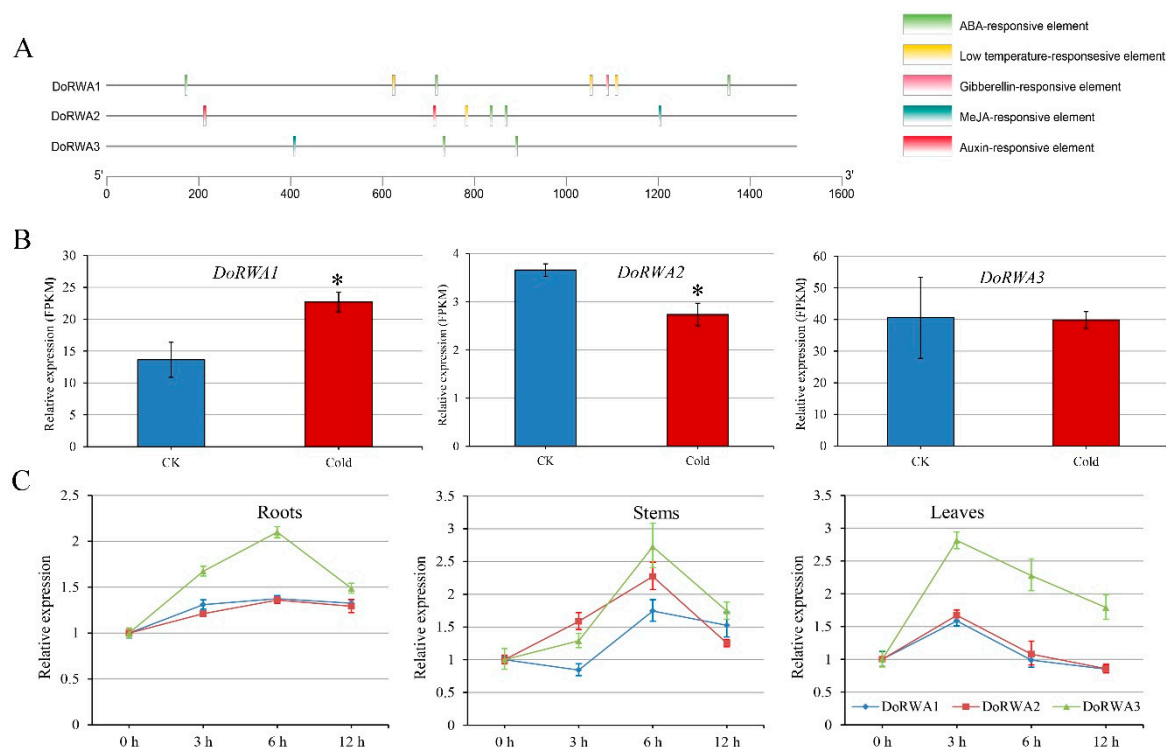 A
ABA-responsive element
Low temperature-responsesive element
Gibberellin-responsive element
MeJA-responsive element
Auxin-responsive element
DoRWA1
DoRWA2
DoRWA3
5' 3'
0 200 400 600 800 1000 1200 1400 1600
B
Relative expression (FPKM)
30
25
20
15
10
5
0
DoRWA1
*
CK Cold
Relative expression (FPKM)
4
3
2
1
0
DoRWA2
*
CK Cold
Relative expression (FPKM)
60
50
40
30
20
10
0
DoRWA3
CK Cold
C
Relative expression
2.5
2
1.5
1
0.5
0
Roots
0 h 3 h 6 h 12 h
Relative expression
3.5
3
2.5
2
1.5
1
0.5
0
Stems
0 h 3 h 6 h 12 h
Relative expression
3.5
3
2.5
2
1.5
1
0.5
0
Leaves
DoRWA1 DoRWA2 DoRWA3
0 h 3 h 6 h 12 h